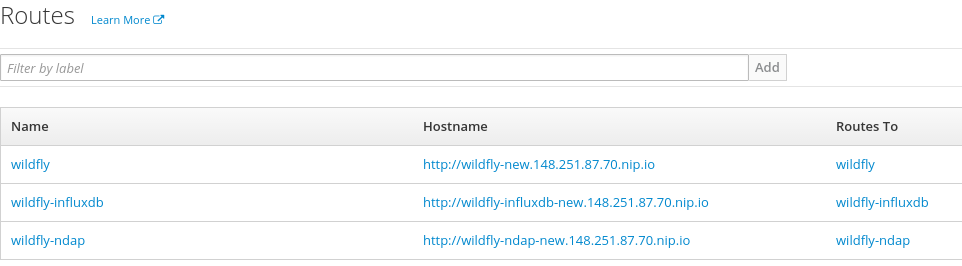 Routes Learn More
Filter by label Add
Name Hostname Routes To
wildfly http://wildfly-new.148.251.87.70.nip.io wildfly
wildfly-influxdb http://wildfly-influxdb-new.148.251.87.70.nip.io wildfly-influxdb
wildfly-ndap http://wildfly-ndap-new.148.251.87.70.nip.io wildfly-ndap